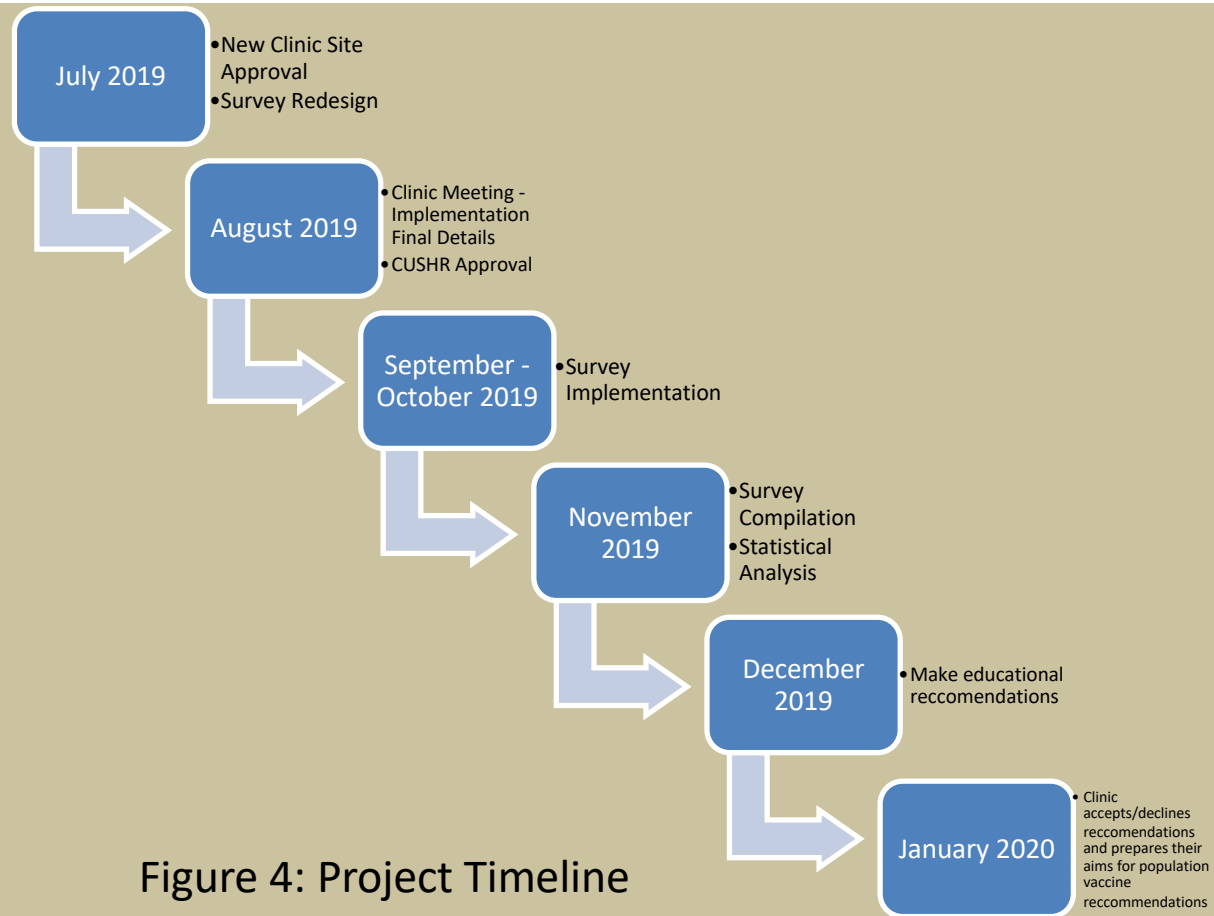 July 2019
•New Clinic Site
Approval
•Survey Redesign
August 2019
•Clinic Meeting -
Implementation
Final Details
•CUSHR Approval
September -
October 2019
•Survey
Implementation
November
2019
•Survey
Compilation
•Statistical
Analysis
December
2019
•Make educational
reccomendations
January 2020
• Clinic
accepts/declines
reccomendations
and prepares their
aims for population
vaccine
reccommendations
Figure 4: Project Timeline